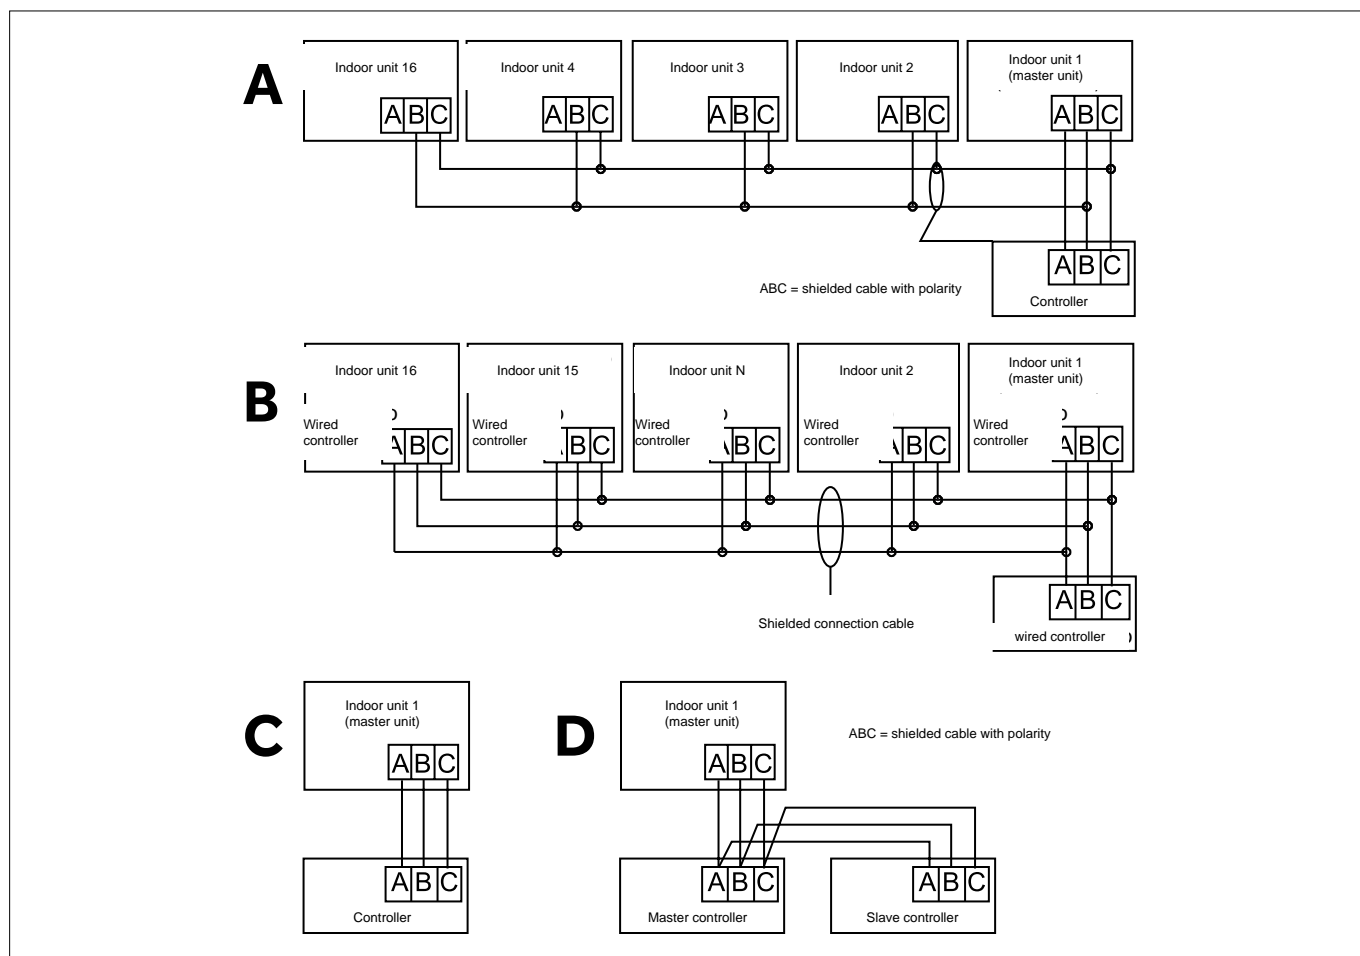 A
Indoor unit 16
Indoor unit 4
Indoor unit 3
Indoor unit 2
Indoor unit 1
(master unit)
A B C
A B C
A B C
A B C
A B C
A B C
ABC = shielded cable with polarity
Controller
B
Indoor unit 16
Indoor unit 15
Indoor unit N
Indoor unit 2
Indoor unit 1
(master unit)
Wired
controller
Wired
controller
Wired
controller
Wired
controller
Wired
controller
A B C
B C
B C
A B C
A B C
A B C
Shielded connection cable
wired controller
C
Indoor unit 1
(master unit)
A B C
A B C
Controller
D
Indoor unit 1
(master unit)
ABC = shielded cable with polarity
A B C
A B C
A B C
Master controller
Slave controller